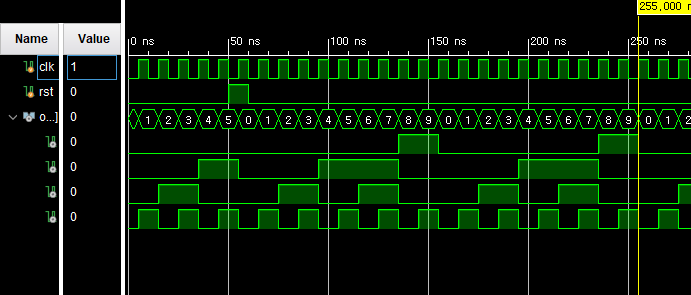 255,000 n
Name Value
0 ns 50 ns 100 ns 150 ns 200 ns 250 n
clk 1
rst 0
o...] 0 1 2 3 4 5 0 1 2 3 4 5 6 7 8 9 0 1 2 3 4 5 6 7 8 9 0 1 2
0
0
0
0